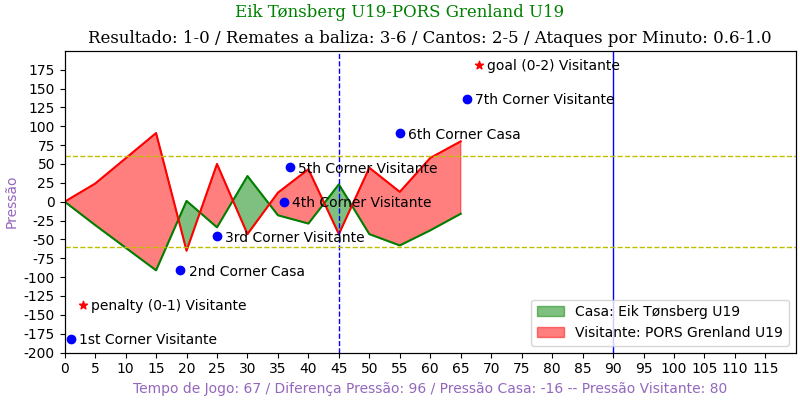 Eik Tønsberg U19-PORS Grenland U19
Resultado: 1-0 / Remates a baliza: 3-6 / Cantos: 2-5 / Ataques por Minuto: 0.6-1.0
Pressão
175
150
125
100
75
50
25
0
-25
-50
-75
-100
-125
-150
-175
-200
goal (0-2) Visitante
7th Corner Visitante
6th Corner Casa
5th Corner Visitante
4th Corner Visitante
3rd Corner Visitante
2nd Corner Casa
penalty (0-1) Visitante
1st Corner Visitante
Casa: Eik Tønsberg U19
Visitante: PORS Grenland U19
0 5 10 15 20 25 30 35 40 45 50 55 60 65 70 75 80 85 90 95 100 105 110 115
Tempo de Jogo: 67 / Diferença Pressão: 96 / Pressão Casa: -16 -- Pressão Visitante: 80